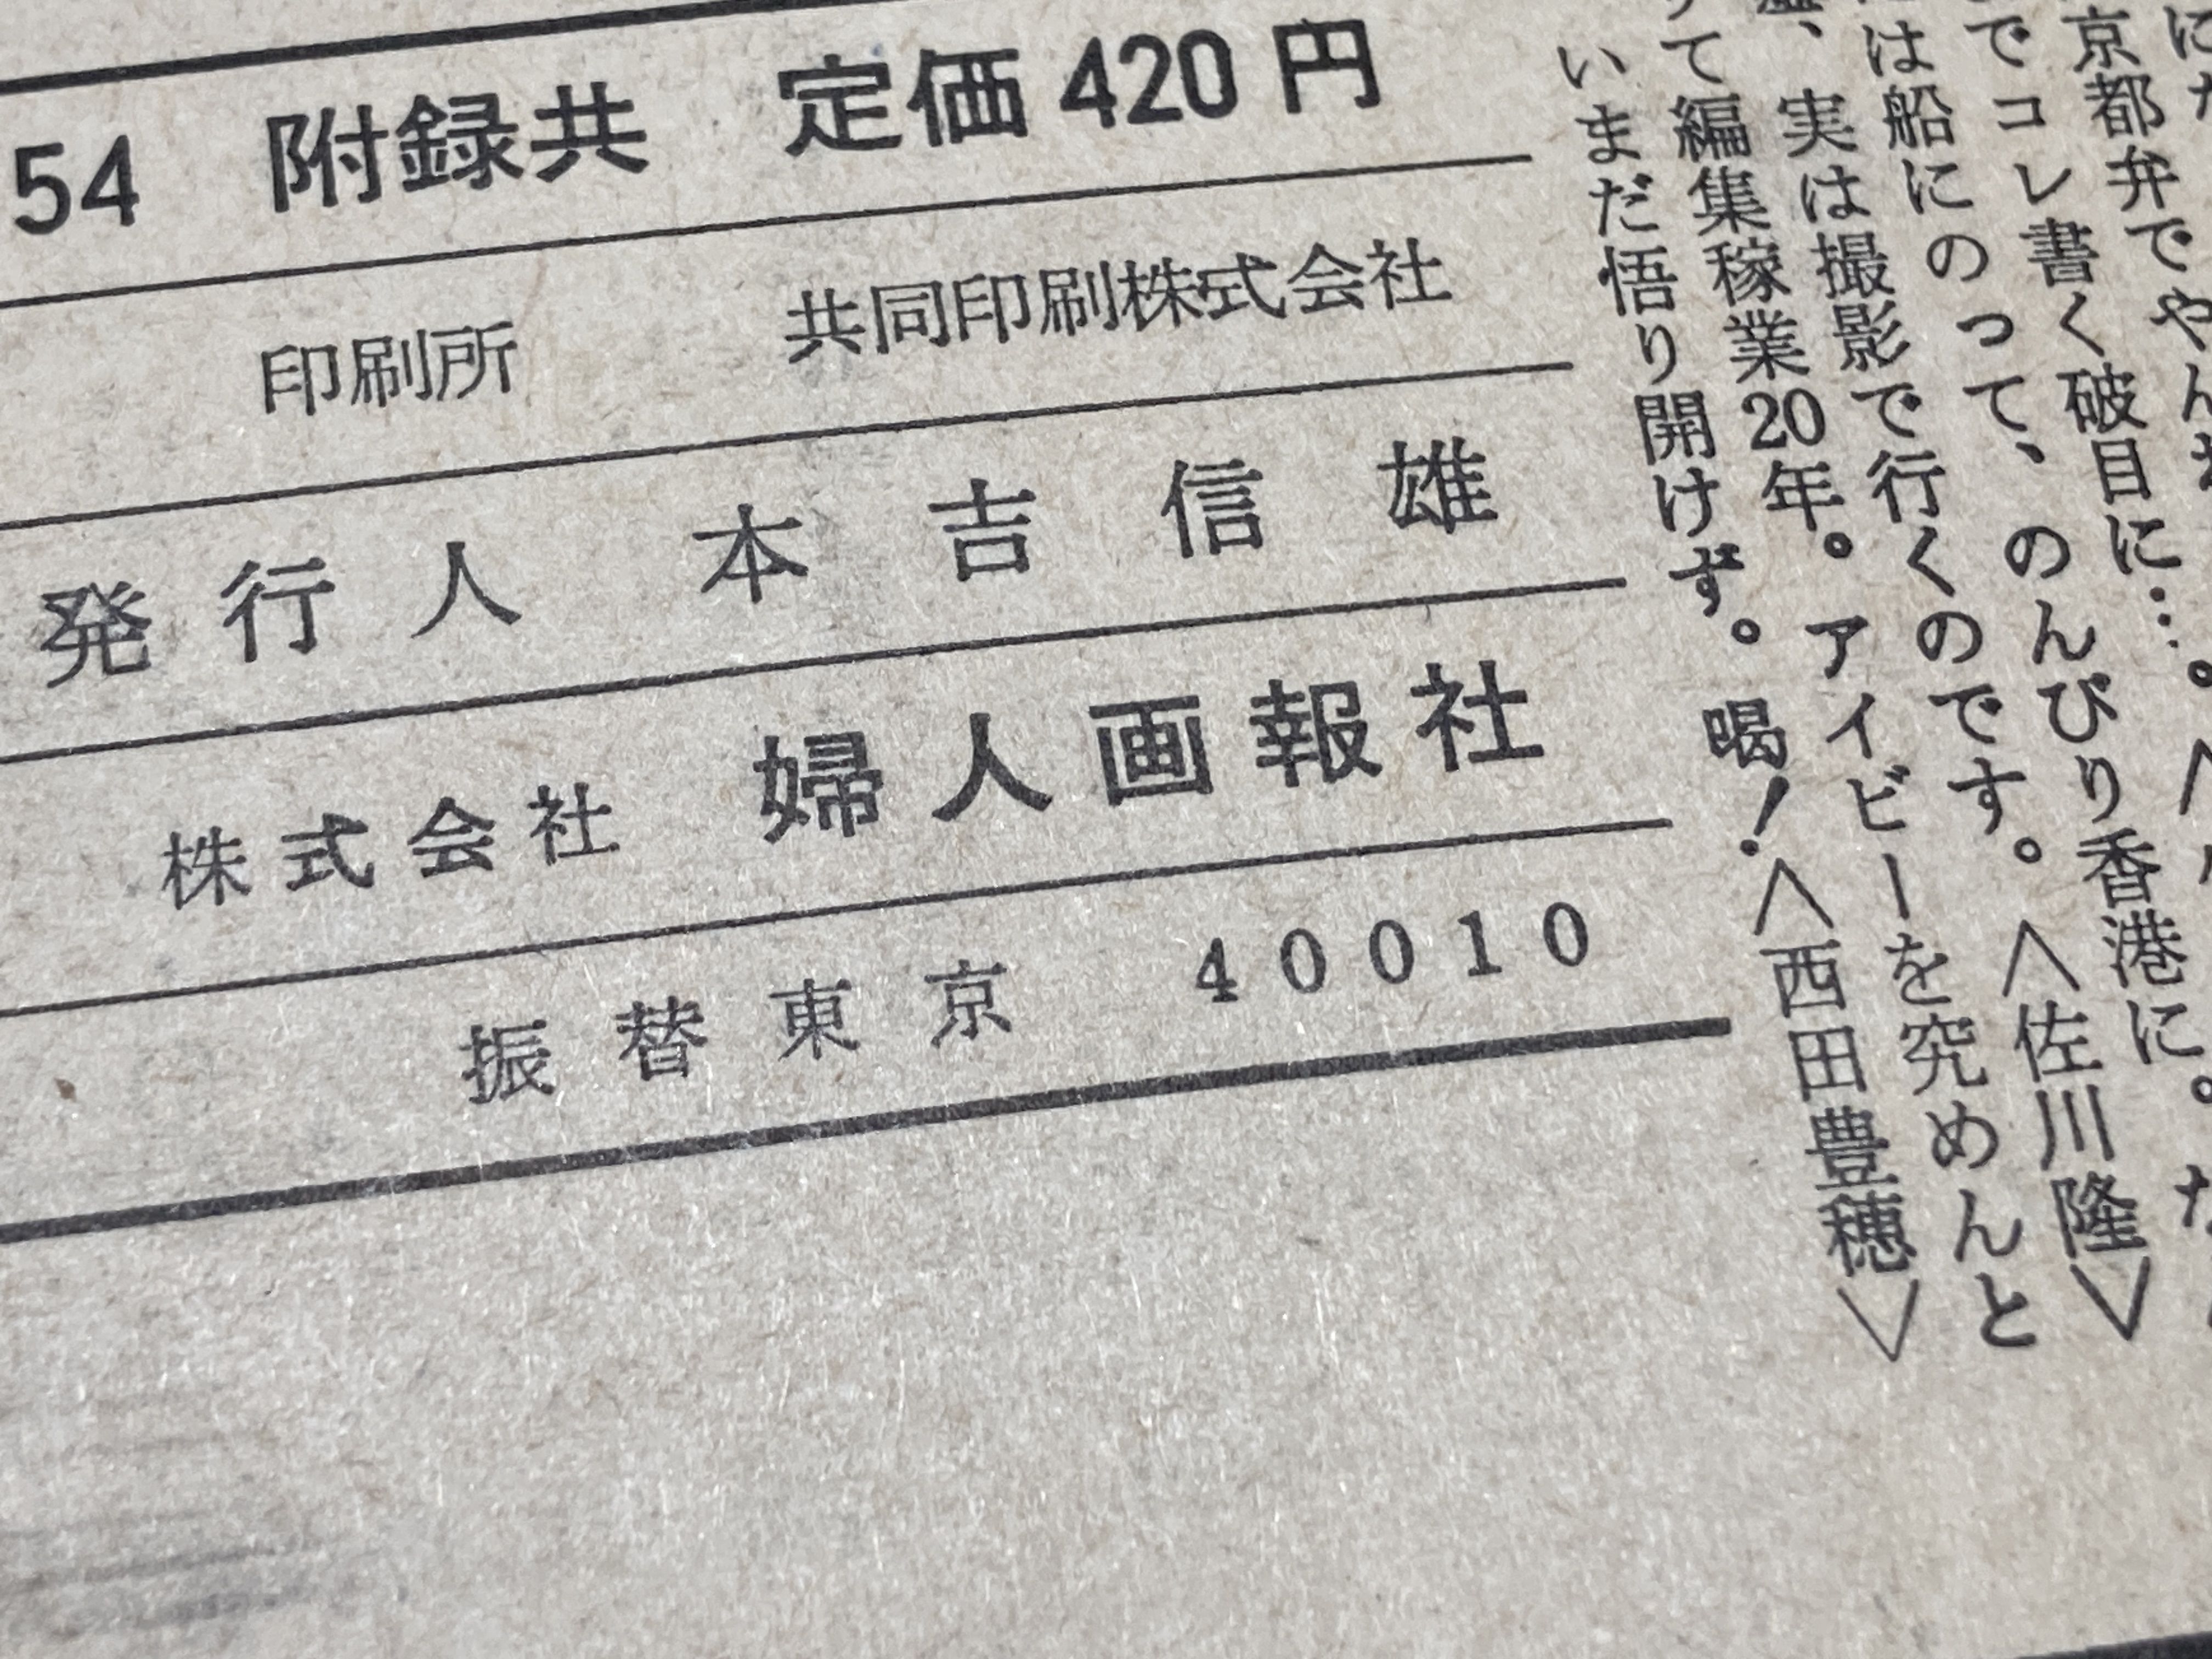 54 附録共 定価420円
印刷所 共同印刷株式会社
発行人 本吉信雄
株式会社 婦人画報社
振替東京 40010
京都弁でやん
でコレ書く破目に…。
は船にのって、のんびり香港に。
実は撮影で行くのです。〈佐川隆〉
て編集稼業20年。アイビーを究めんと
いまだ悟り開けず。喝!〈西田豊穂〉